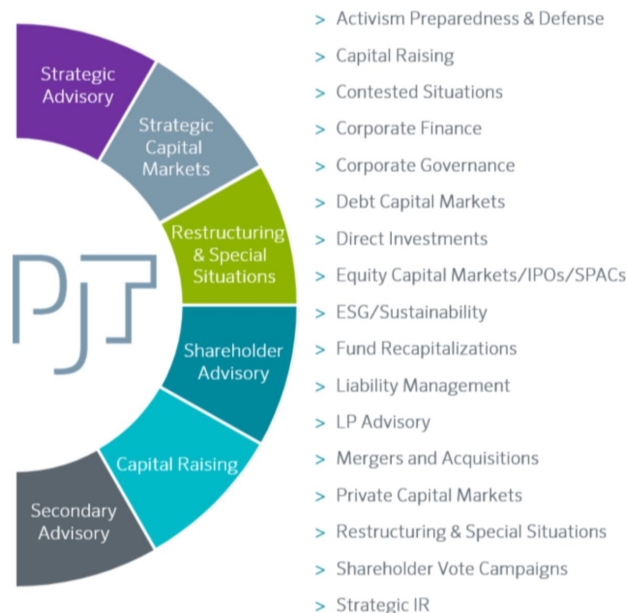 Strategic
Advisory
Strategic
Capital
Markets
Restructuring
& Special
Situations
Shareholder
Advisory
Capital Raising
Secondary
Advisory
PJT
> Activism Preparedness & Defense
> Capital Raising
> Contested Situations
> Corporate Finance
> Corporate Governance
> Debt Capital Markets
> Direct Investments
> Equity Capital Markets/IPOs/SPACs
> ESG/Sustainability
> Fund Recapitalizations
> Liability Management
> LP Advisory
> Mergers and Acquisitions
> Private Capital Markets
> Restructuring & Special Situations
> Shareholder Vote Campaigns
> Strategic IR